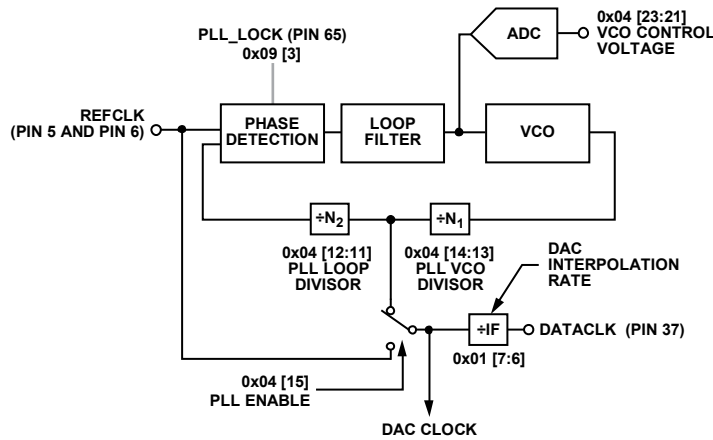 PLL_LOCK (PIN 65)
0x09 [3]
ADC
0x04 [23:21]
VCO CONTROL
VOLTAGE
REFCLK
(PIN 5 AND PIN 6)
PHASE
DETECTION
LOOP
FILTER
VCO
÷N2
÷N1
0x04 [12:11]
PLL LOOP
DIVISOR
0x04 [14:13]
PLL VCO
DIVISOR
DAC
INTERPOLATION
RATE
÷IF
DATACLK (PIN 37)
0x01 [7:6]
0x04 [15]
PLL ENABLE
DAC CLOCK